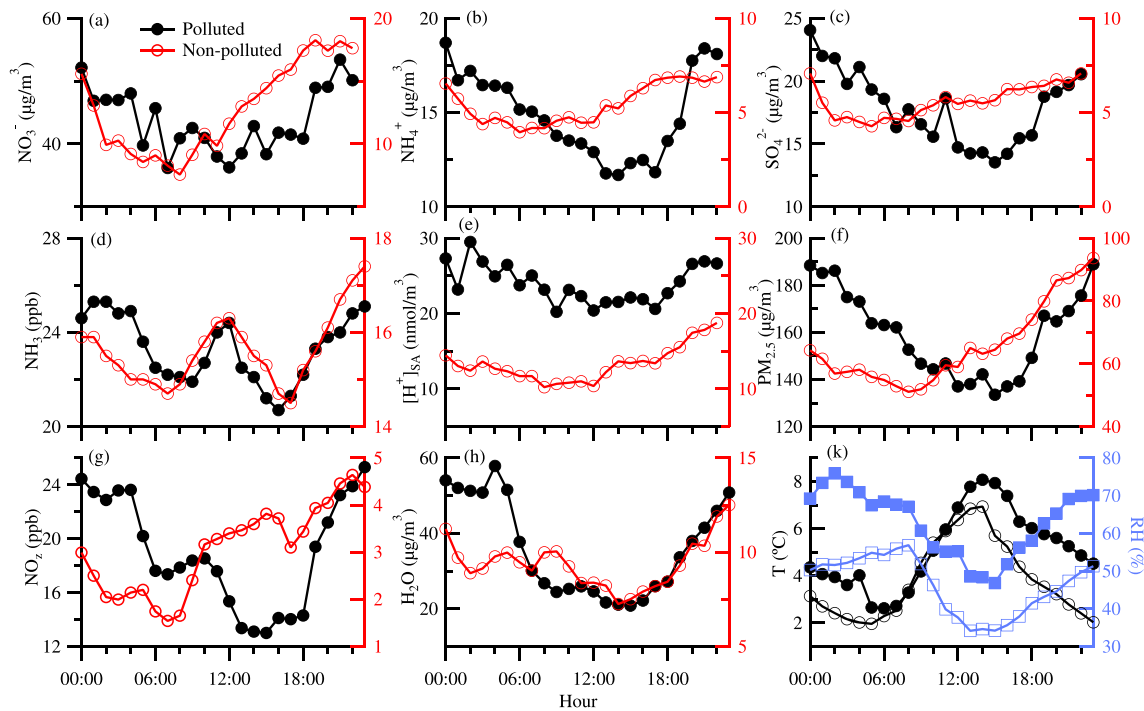 (a)
Polluted
Non-polluted
NO₃⁻ (µg/m³)
60
40
20
10
0
(b)
NH₄⁺ (µg/m³)
20
15
10
10
5
0
(c)
SO₄²⁻ (µg/m³)
25
20
15
10
10
5
0
(d)
NH₃ (ppb)
28
24
20
18
16
14
(e)
[H⁺]SA (nmol/m³)
30
20
10
30
25
20
15
10
5
(f)
PM₂.₅ (µg/m³)
200
180
160
140
120
100
80
60
40
(g)
NOz (ppb)
24
20
16
12
5
4
3
2
1
00:00 06:00 12:00 18:00
(h)
H₂O (µg/m³)
60
40
20
15
10
5
00:00 06:00 12:00 18:00
Hour
(k)
T (ºC)
8
6
4
2
80
70
60
50
40
30
RH (%)
00:00 06:00 12:00 18:00